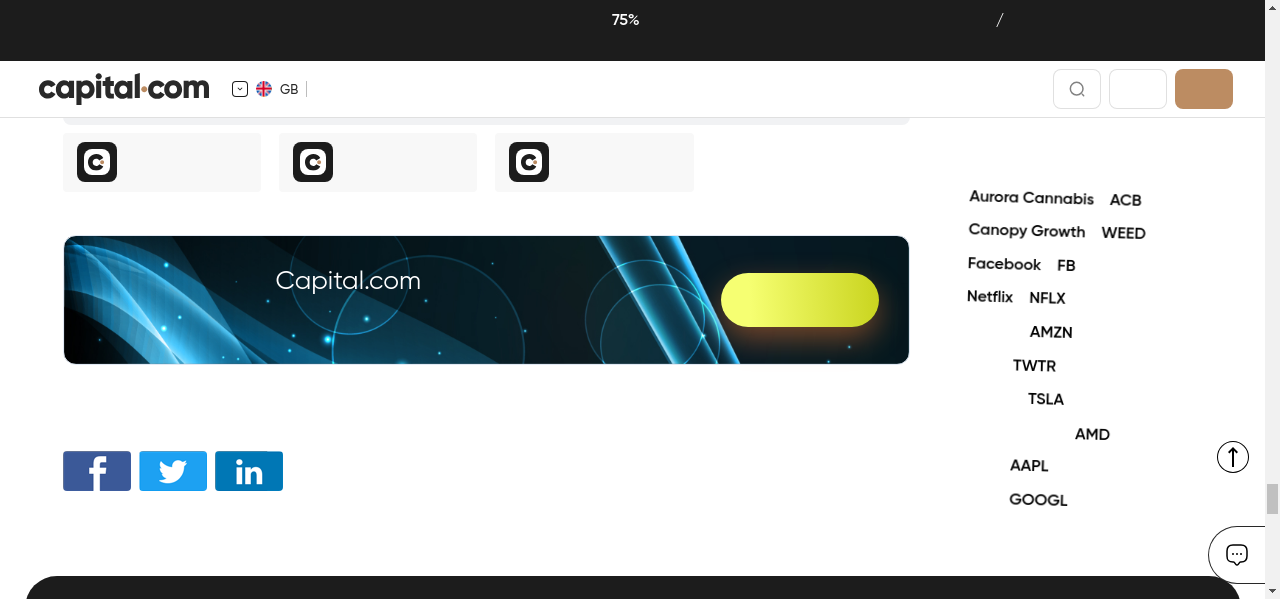 75%
/
capital.com
GB
Capital.com
Aurora Cannabis ACB
Canopy Growth WEED
Facebook FB
Netflix NFLX
AMZN
TWTR
TSLA
AMD
AAPL
GOOGL